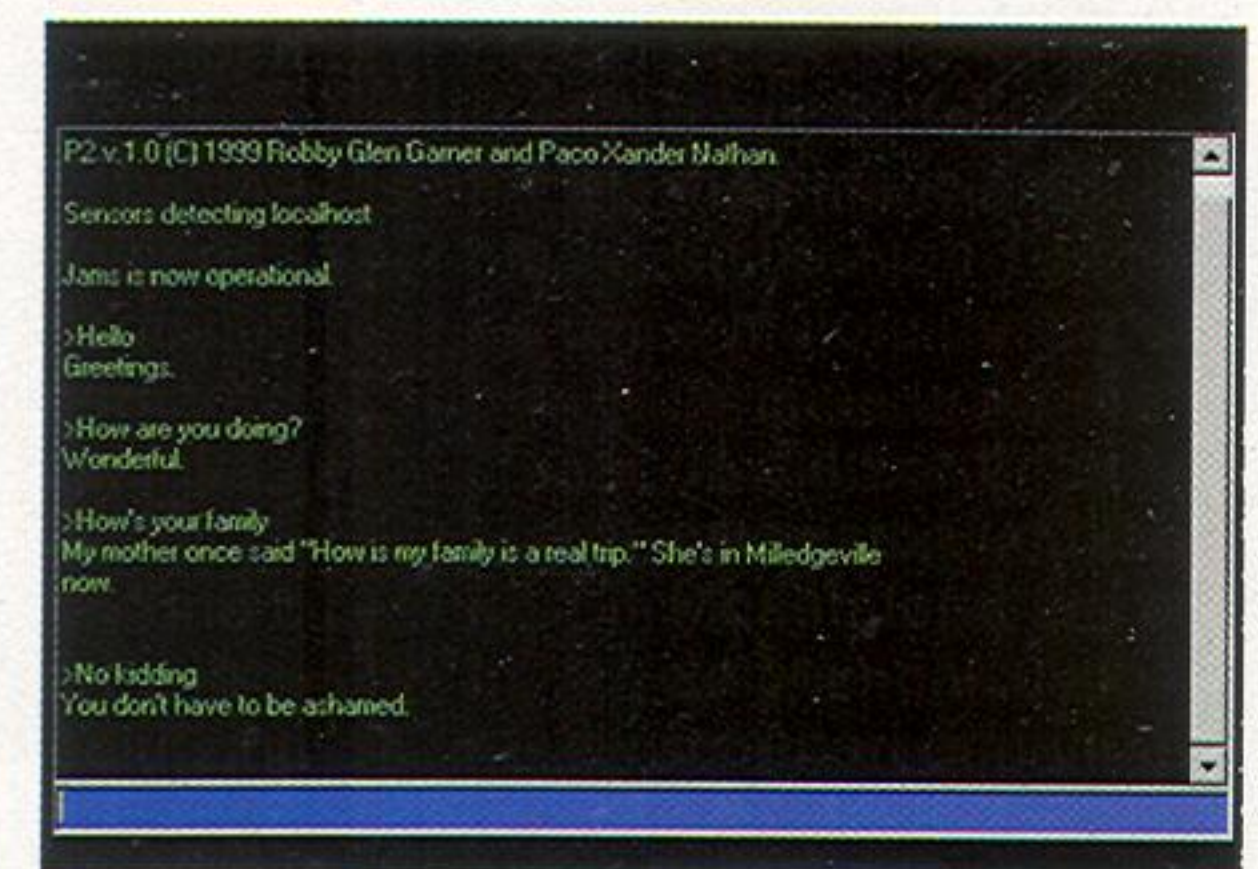 P2 v.1.0 (C) 1999 Robby Glen Garner and Paco Xander Nathan.
Sensors detecting localhost
Jams is now operational.
>Hello
Greetings.
>How are you doing?
Wonderful.
>How's your family
My mother once said "How is my family is a real trip." She's in Milledgeville
now.
>No kidding
You don't have to be ashamed.